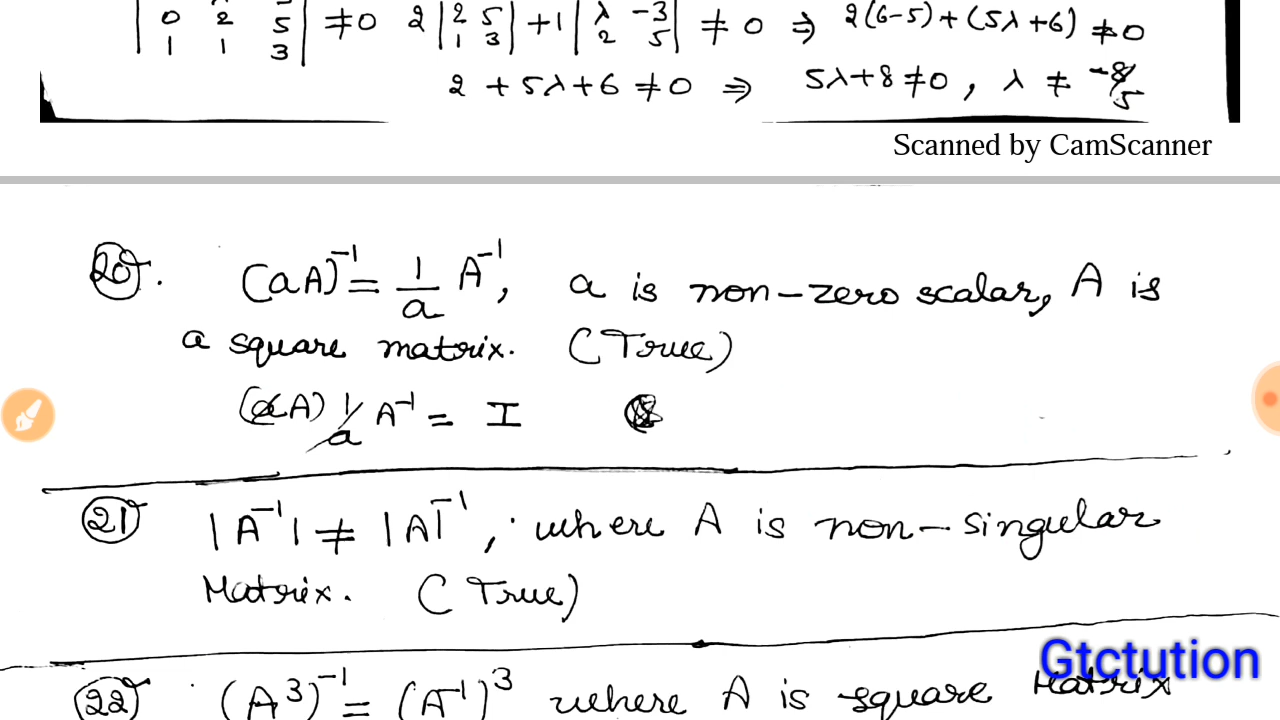 | 0 2 5 | ≠0 2|2 5| +1|λ -3| ≠ 0 ⇒ 2(6-5)+(5λ+6) ≠0
1 1 3 1 3 2 5
2 + 5λ+6 ≠0 ⇒ 5λ+8 ≠0, λ ≠ -8/5
Scanned by CamScanner
20. (aA)⁻¹ = 1/a A⁻¹, a is non-zero scalar, A is
a square matrix. (True)
(aA) 1/a A⁻¹ = I
21 |A⁻¹| ≠ |A|⁻¹, where A is non-singular
Matrix. (True)
Gtctution
22 (A³)⁻¹ = (A⁻¹)³ where A is square Matrix